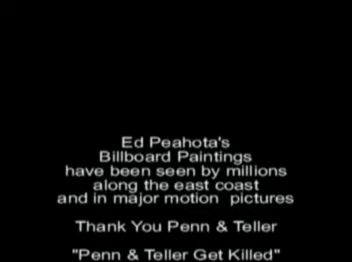 Ed Peahota's
Billboard Paintings
have been seen by millions
along the east coast
and in major motion pictures
Thank You Penn & Teller
"Penn & Teller Get Killed"